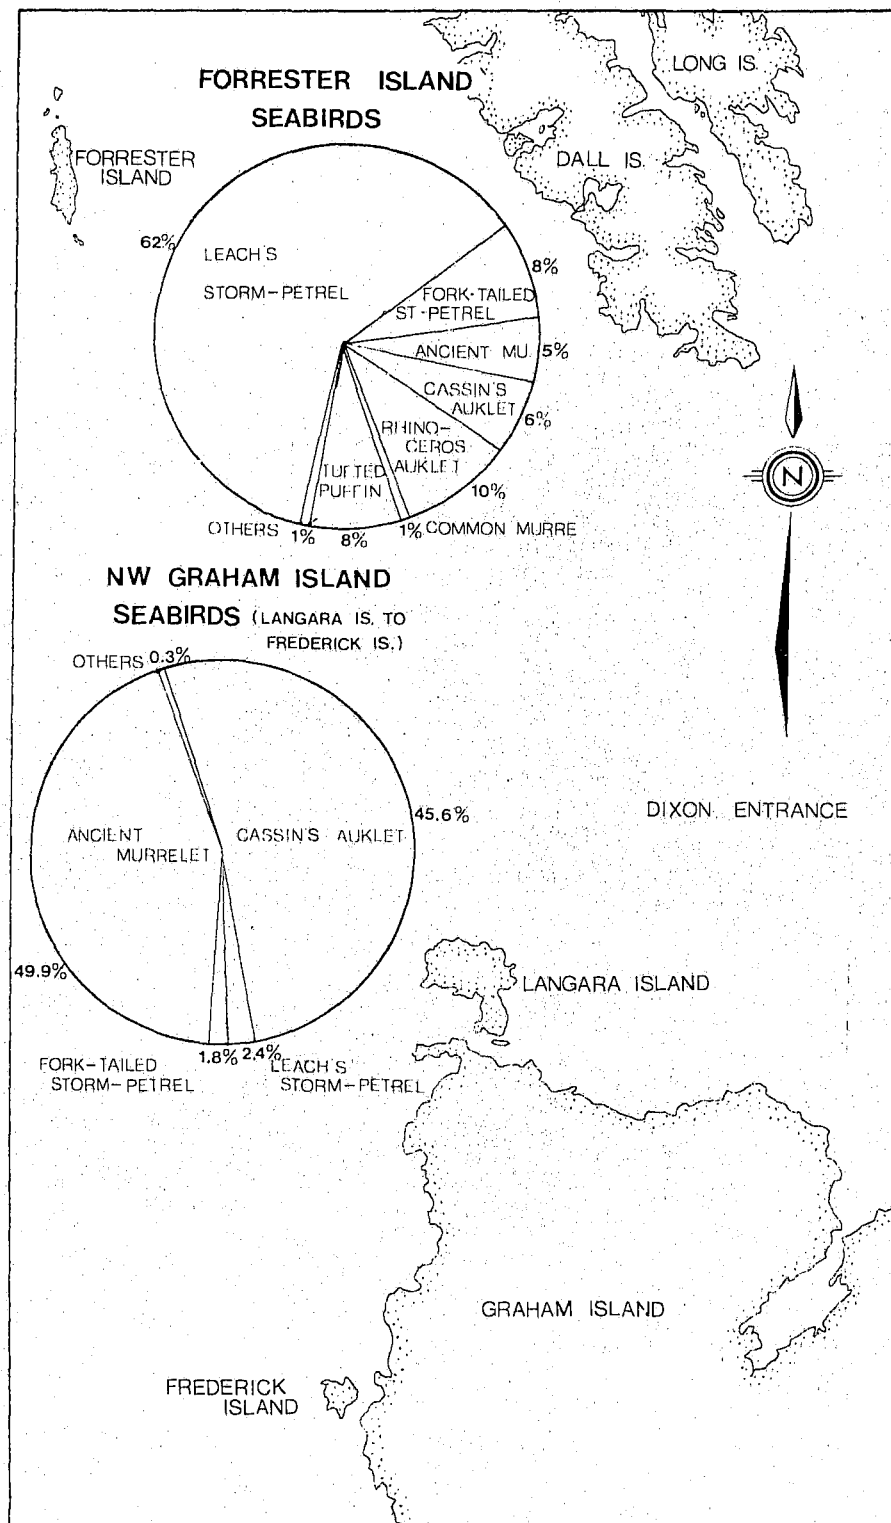 LONG IS.
FORRESTER ISLAND
SEABIRDS
FORRESTER
ISLAND
DALL IS.
62%
LEACH'S
STORM-PETREL
8%
FORK-TAILED
ST-PETREL
ANCIENT MU.
5%
CASSIN'S
AUKLET
6%
RHINO-
CEROS
AUKLET
10%
TUFTED
PUFFIN
OTHERS
1%
8%
1%
COMMON MURRE
N
NW GRAHAM ISLAND
SEABIRDS (LANGARA IS. TO
FREDERICK IS.)
OTHERS
0.3%
45.6%
ANCIENT
MURRELET
CASSIN'S AUKLET
DIXON ENTRANCE
49.9%
LANGARA ISLAND
1.8%
2.4%
FORK-TAILED
STORM-PETREL
LEACH'S
STORM-PETREL
GRAHAM ISLAND
FREDERICK
ISLAND